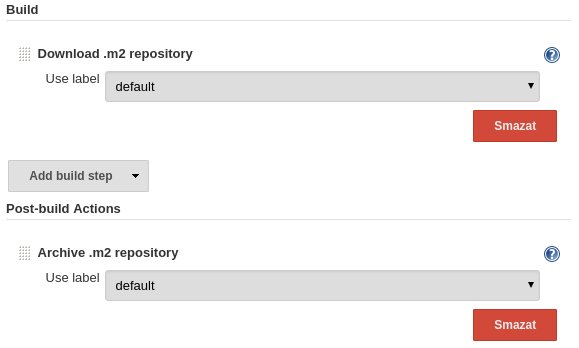 Build
Download .m2 repository
Use label
default
Smazat
Add build step
Post-build Actions
Archive .m2 repository
Use label
default
Smazat